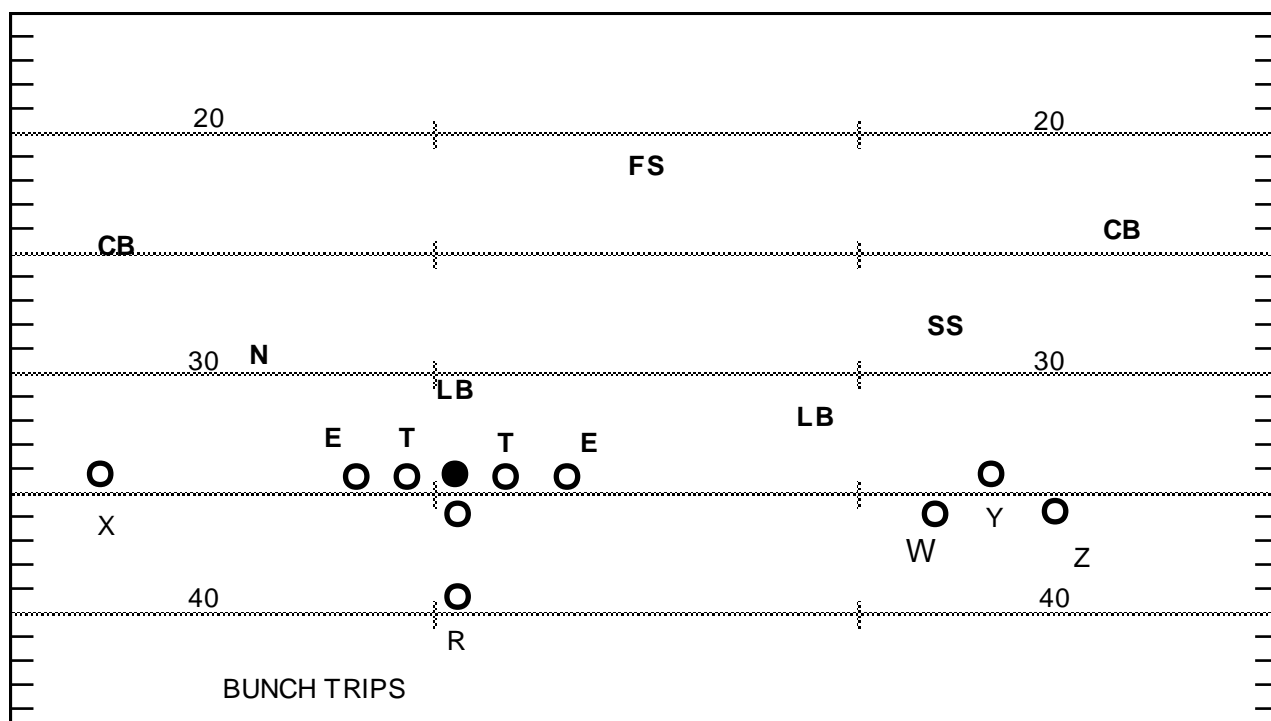 20 20
FS
CB
CB
SS
30 N 30
LB
LB
E T T E
X Y
W Z
40 40
R
BUNCH TRIPS